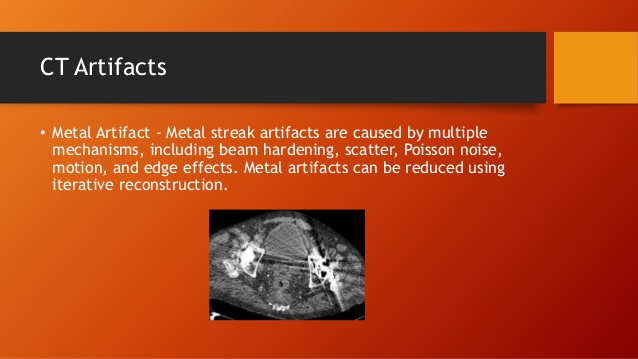 CT Artifacts
• Metal Artifact - Metal streak artifacts are caused by multiple
mechanisms, including beam hardening, scatter, Poisson noise,
motion, and edge effects. Metal artifacts can be reduced using
iterative reconstruction.